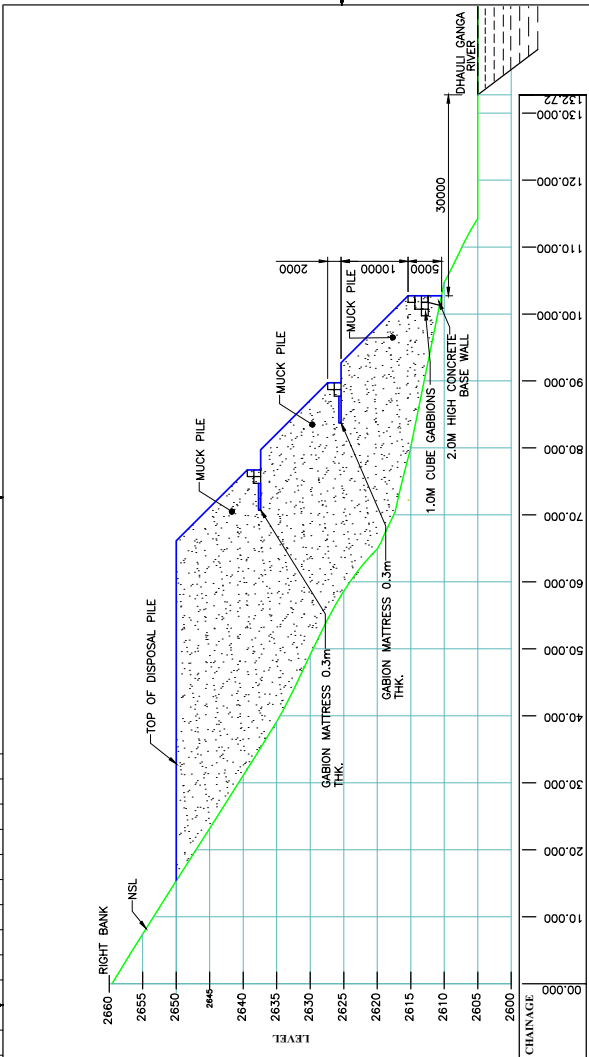 RIGHT BANK
NSL
TOP OF DISPOSAL PILE
MUCK PILE
MUCK PILE
MUCK PILE
2000
10000
5000
30000
DHAULI GANGA
RIVER
GABION MATTRESS 0.3m
THK.
GABION MATTRESS 0.3m
THK.
1.0M CUBE GABBIONS
2.0M HIGH CONCRETE
BASE WALL
LEVEL
2660
2655
2650
2645
2640
2635
2630
2625
2620
2615
2610
2605
2600
CHAINAGE
00.000
10.000
20.000
30.000
40.000
50.000
60.000
70.000
80.000
90.000
100.000
110.000
120.000
130.000
132.72